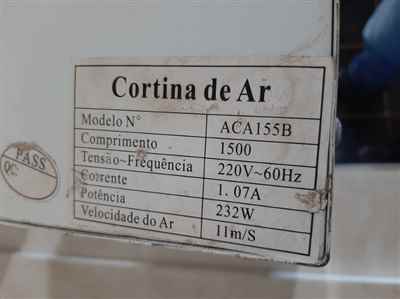 Cortina de Ar
Modelo N° ACA155B
Comprimento 1500
Tensão~Frequência 220V~60Hz
Corrente 1.07A
Potência 232W
Velocidade do Ar 11m/S
PASS
QC